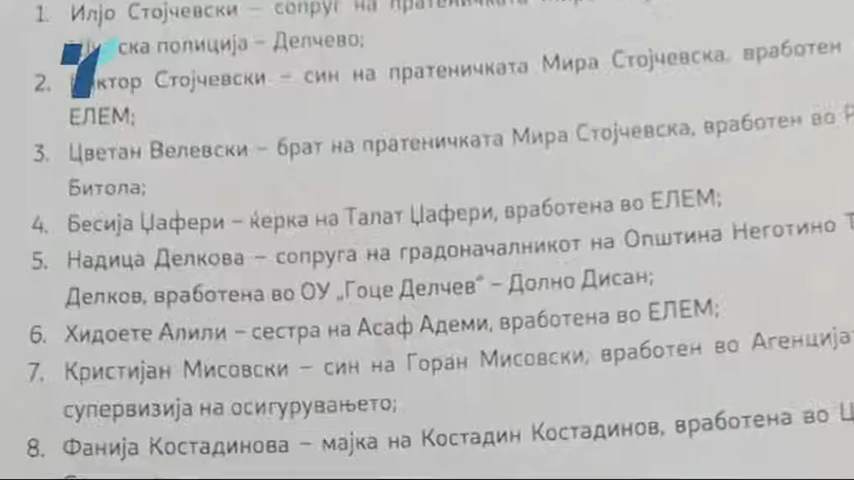 1. Илјо Стојчевски – сопруг на пратеничката Мира
ска полиција – Делчево;
2. Стојчевски – син на пратеничката Мира Стојчевска, вработен
ЕЛЕМ;
3. Цветан Велевски – брат на пратеничката Мира Стојчевска, вработен во
Битола;
4. Бесија Џафери – ќерка на Талат Џафери, вработена во ЕЛЕМ;
5. Надица Делкова – сопруга на градоначалникот на Општина Неготино
Делков, вработена во ОУ „Гоце Делчев“ – Долно Дисан;
6. Хидоете Алили – сестра на Асаф Адеми, вработена во ЕЛЕМ;
7. Кристијан Мисовски – син на Горан Мисовски, вработен во Агенција
супервизија на осигурувањето;
8. Фанија Костадинова – мајка на Костадин Костадинов, вработена во